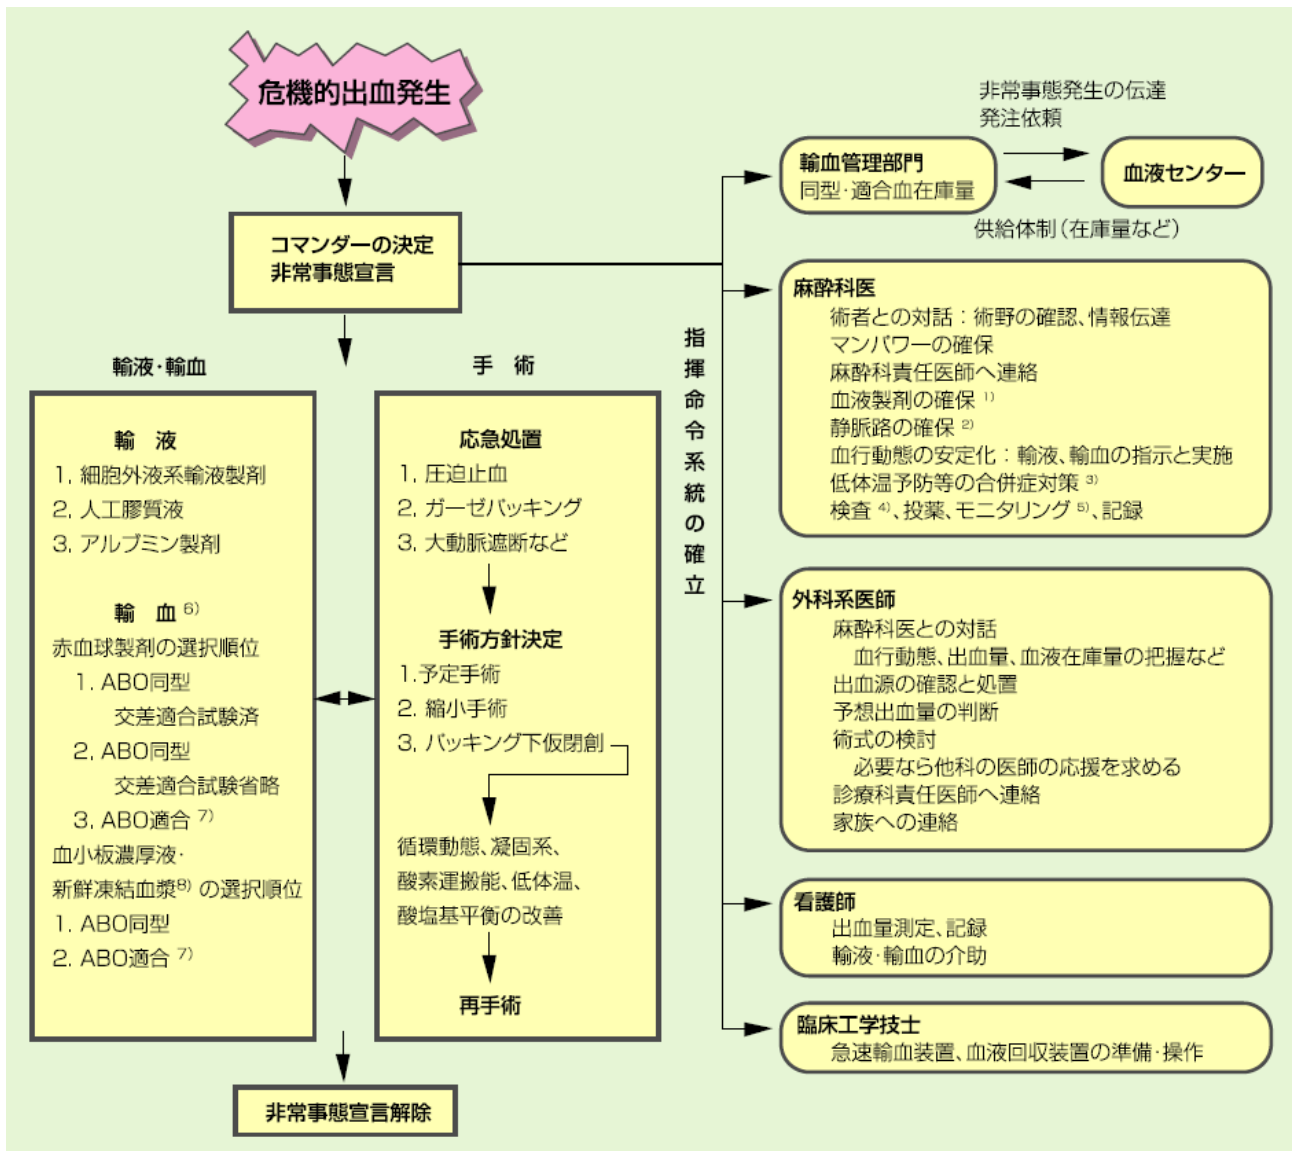 危機的出血発生
コマンダーの決定
非常事態宣言
輸液・輸血
輸 液
1. 細胞外液系輸液製剤
2. 人工膠質液
3. アルブミン製剤
輸 血 6)
赤血球製剤の選択順位
1. ABO同型
交差適合試験済
2. ABO同型
交差適合試験省略
3. ABO適合 7)
血小板濃厚液・
新鮮凍結血漿8) の選択順位
1. ABO同型
2. ABO適合 7)
手 術
応急処置
1. 圧迫止血
2. ガーゼパッキング
3. 大動脈遮断など
手術方針決定
1.予定手術
2. 縮小手術
3. パッキング下仮閉創
循環動態、凝固系、
酸素運搬能、低体温、
酸塩基平衡の改善
再手術
非常事態宣言解除
指揮命令系統の確立
輸血管理部門
同型・適合血在庫量
非常事態発生の伝達
発注依頼
血液センター
供給体制(在庫量など)
麻酔科医
術者との対話：術野の確認、情報伝達
マンパワーの確保
麻酔科責任医師へ連絡
血液製剤の確保 1)
静脈路の確保 2)
血行動態の安定化：輸液、輸血の指示と実施
低体温予防等の合併症対策 3)
検査 4)、投薬、モニタリング 5)、記録
外科系医師
麻酔科医との対話
血行動態、出血量、血液在庫量の把握など
出血源の確認と処置
予想出血量の判断
術式の検討
必要なら他科の医師の応援を求める
診療科責任医師へ連絡
家族への連絡
看護師
出血量測定、記録
輸液・輸血の介助
臨床工学技士
急速輸血装置、血液回収装置の準備・操作